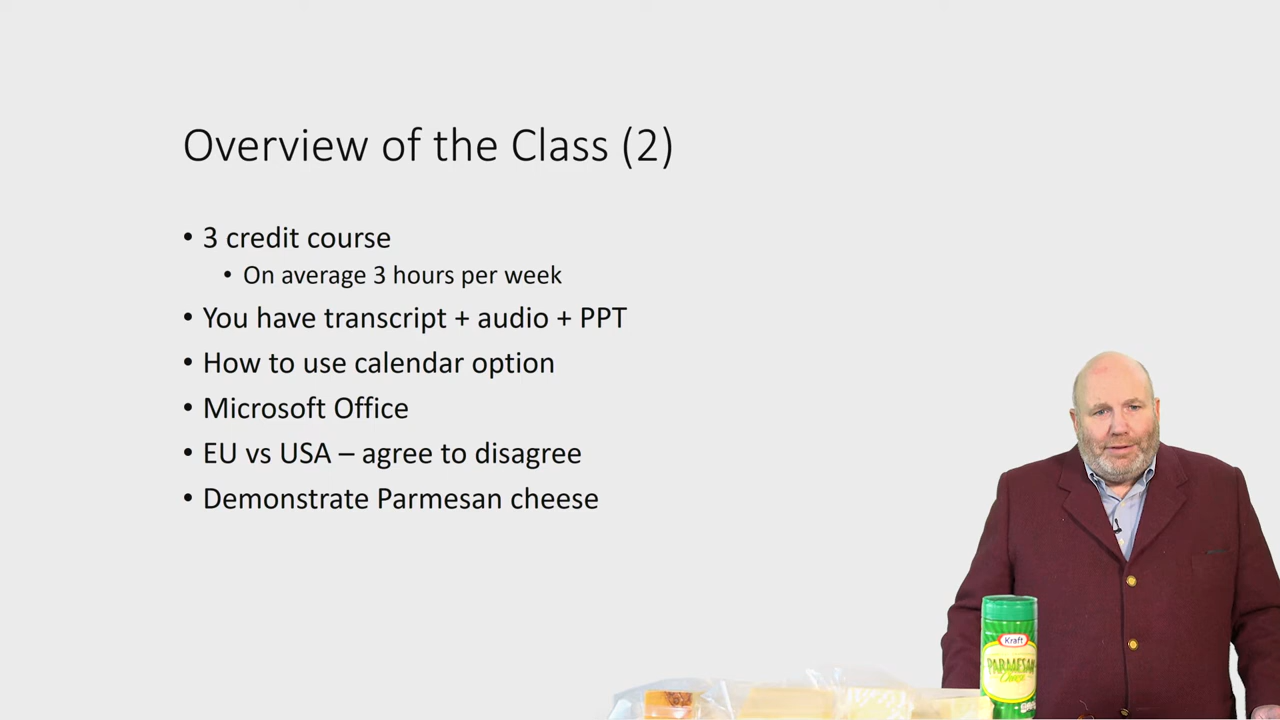 Overview of the Class (2)
• 3 credit course
• On average 3 hours per week
• You have transcript + audio + PPT
• How to use calendar option
• Microsoft Office
• EU vs USA – agree to disagree
• Demonstrate Parmesan cheese
Kraft
PARMESAN
Cheese